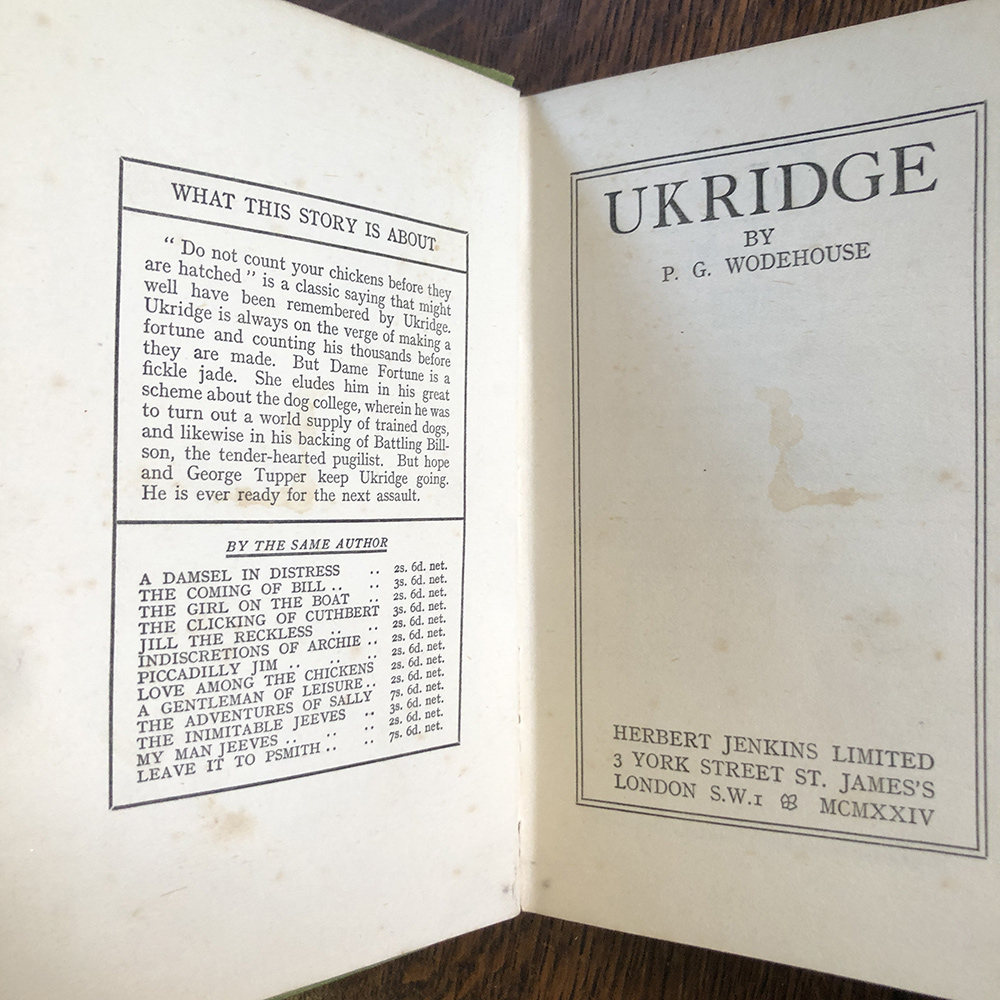 WHAT THIS STORY IS ABOUT
" Do not count your chickens before they
are hatched " is a classic saying that might
well have been remembered by Ukridge.
Ukridge is always on the verge of making a
fortune and counting his thousands before
they are made. But Dame Fortune is a
fickle jade. She eludes him in his great
scheme about the dog college, wherein he was
to turn out a world supply of trained dogs,
and likewise in his backing of Battling Bill-
son, the tender-hearted pugilist. But hope
and George Tupper keep Ukridge going.
He is ever ready for the next assault.
BY THE SAME AUTHOR
A DAMSEL IN DISTRESS .. 2s. 6d. net.
THE COMING OF BILL .. .. 3s. 6d. net.
THE GIRL ON THE BOAT .. 2s. 6d. net.
THE CLICKING OF CUTHBERT 3s. 6d. net.
JILL THE RECKLESS .. .. 2s. 6d. net.
INDISCRETIONS OF ARCHIE .. 2s. 6d. net.
PICCADILLY JIM .. .. .. 2s. 6d. net.
LOVE AMONG THE CHICKENS 2s. 6d. net.
A GENTLEMAN OF LEISURE .. 2s. 6d. net.
THE ADVENTURES OF SALLY 7s. 6d. net.
THE INIMITABLE JEEVES .. 3s. 6d. net.
MY MAN JEEVES .. .. .. 2s. 6d. net.
LEAVE IT TO PSMITH .. .. 7s. 6d. net.
UKRIDGE
BY
P. G. WODEHOUSE
HERBERT JENKINS LIMITED
3 YORK STREET ST. JAMES'S
LONDON S.W.1 MCMXXIV